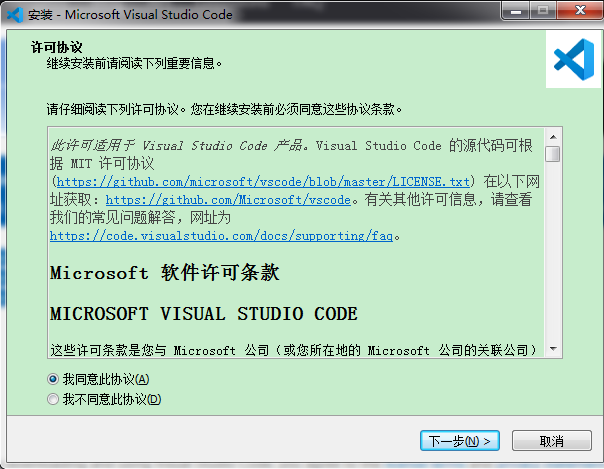 安装 - Microsoft Visual Studio Code
许可协议
继续安装前请阅读下列重要信息。
请仔细阅读下列许可协议。您在继续安装前必须同意这些协议条款。
此许可适用于 Visual Studio Code 产品。Visual Studio Code 的源代码可根
据 MIT 许可协议
(https://github.com/microsoft/vscode/blob/master/LICENSE.txt) 在以下网
址获取：https://github.com/Microsoft/vscode。有关其他许可信息，请查看
我们的常见问题解答，网址为
https://code.visualstudio.com/docs/supporting/faq。
Microsoft 软件许可条款
MICROSOFT VISUAL STUDIO CODE
这些许可条款是您与 Microsoft 公司（或您所在地的 Microsoft 公司的关联公司）
我同意此协议(A)
我不同意此协议(D)
下一步(N) >
取消